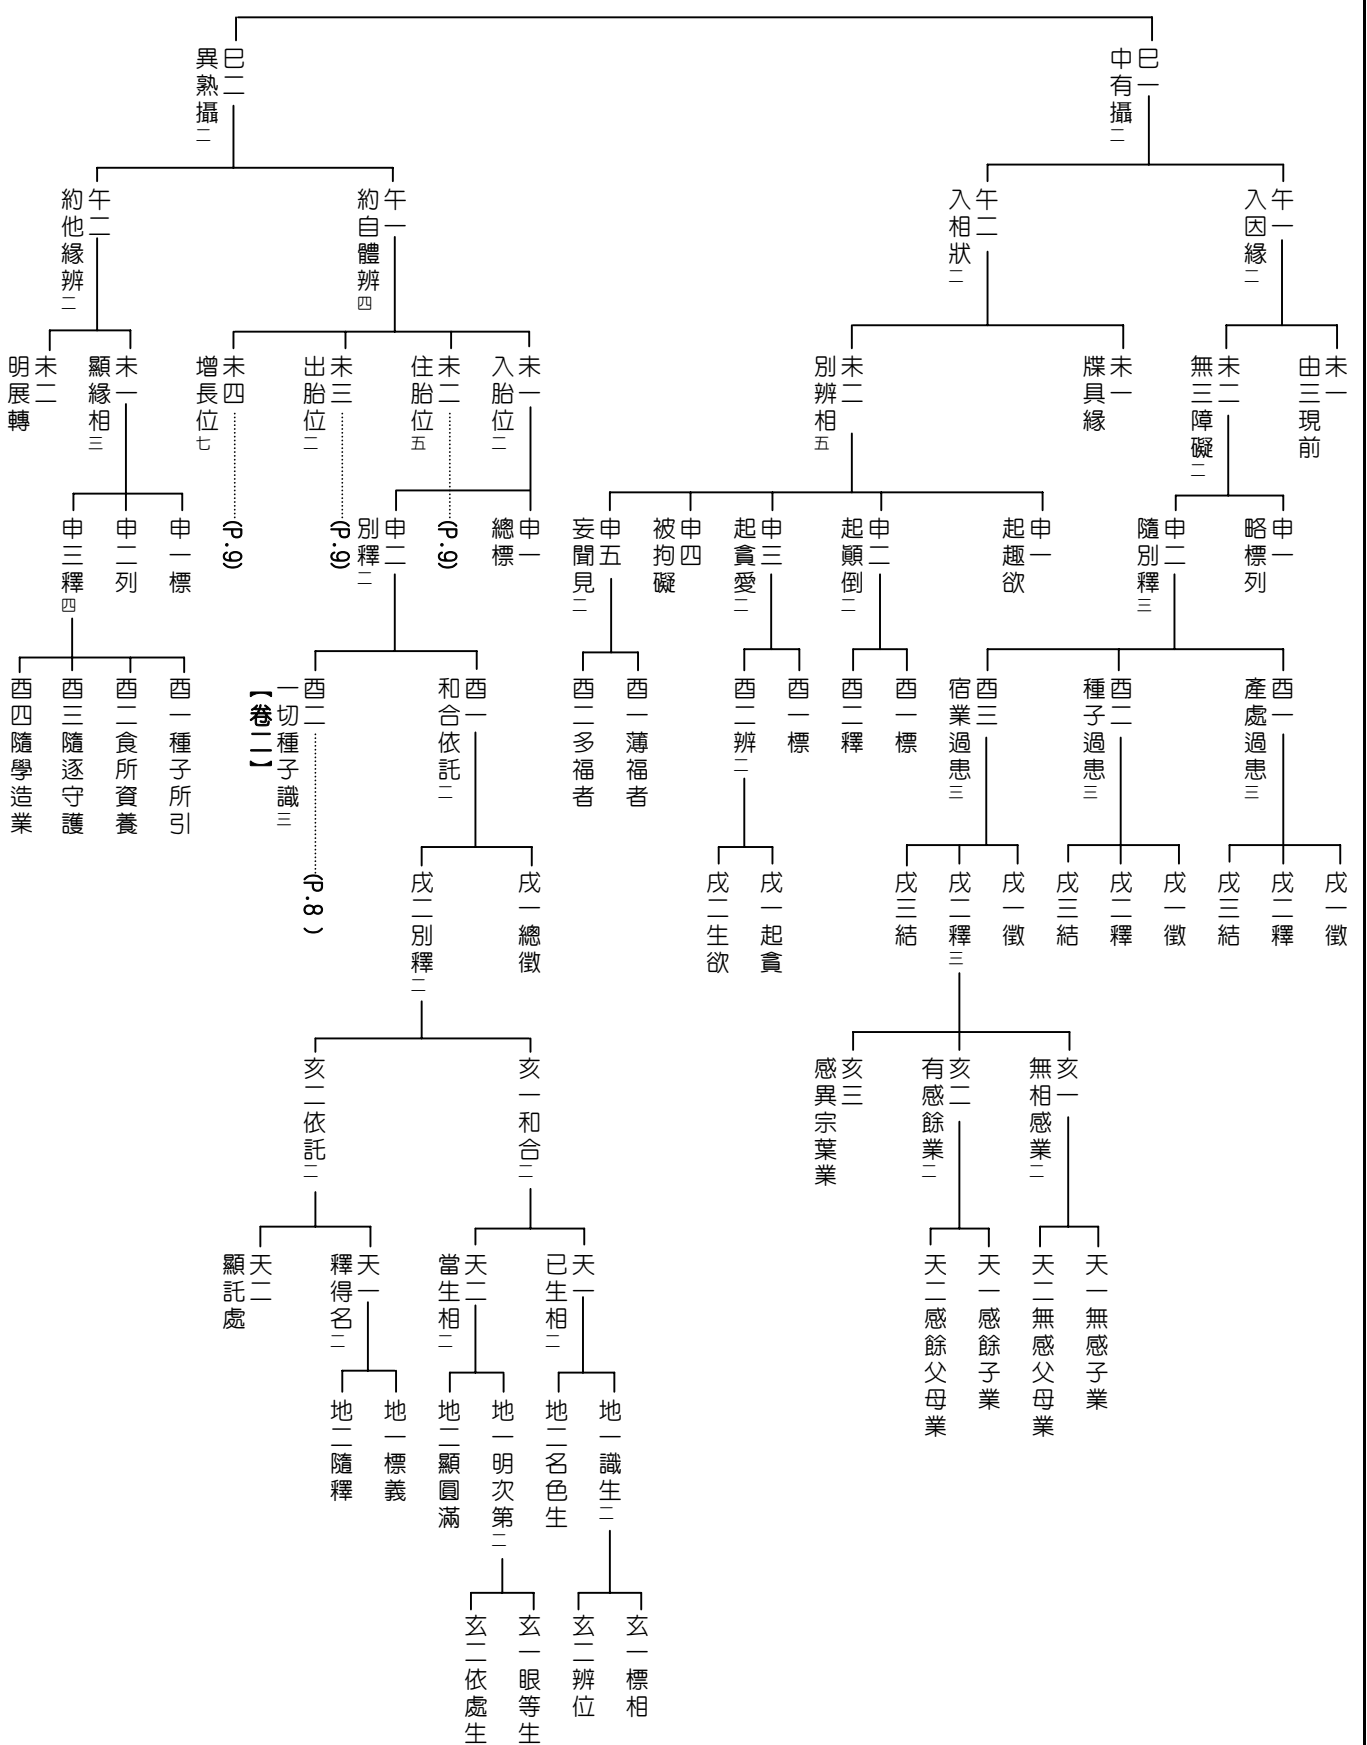 巳一
中有攝二
午一
入因緣二
未一
由三現前
未二
無三障礙二
申一
略標列
申二
隨別釋三
酉一
產處過患三
戌一徵
戌二釋
戌三結
酉二
種子過患三
戌一徵
戌二釋
戌三結
酉三
宿業過患三
戌一徵
戌二釋三
亥一
無相感業二
天一無感子業
天二無感父母業
亥二
有感餘業二
天一感餘子業
天二感餘父母業
亥三
感異宗葉業
戌三結
午二
入相狀二
未一
牒具緣
未二
別辨相五
申一
起趣欲
申二
起顚倒二
酉一標
酉二釋
申三
起貪愛二
酉一標
酉二辨二
戌一起貪
戌二生欲
申四
被拘礙
申五
妄聞見二
酉一薄福者
酉二多福者
巳二
異熟攝二
午一
約自體辨四
未一
入胎位二
申一
總標
申二
別釋二
酉一
和合依託二
戌一總徵
戌二別釋二
亥一和合二
天一
已生相二
地一識生二
玄一標相
玄二辨位
地二名色生
天二
當生相二
地一明次第二
玄一眼等生
玄二依處生
地二顯圓滿
亥二依託二
天一
釋得名二
地一標義
地二隨釋
天二
顯託處
酉二
一切種子識三
【卷二】
(P.8 )
未二
住胎位五
(P.9)
未三
出胎位二
(P.9)
未四
增長位七
(P.9)
午二
約他緣辨二
未一
顯緣相三
申一標
申二列
申三釋四
酉一種子所引
酉二食所資養
酉三隨逐守護
酉四隨學造業
未二
明展轉